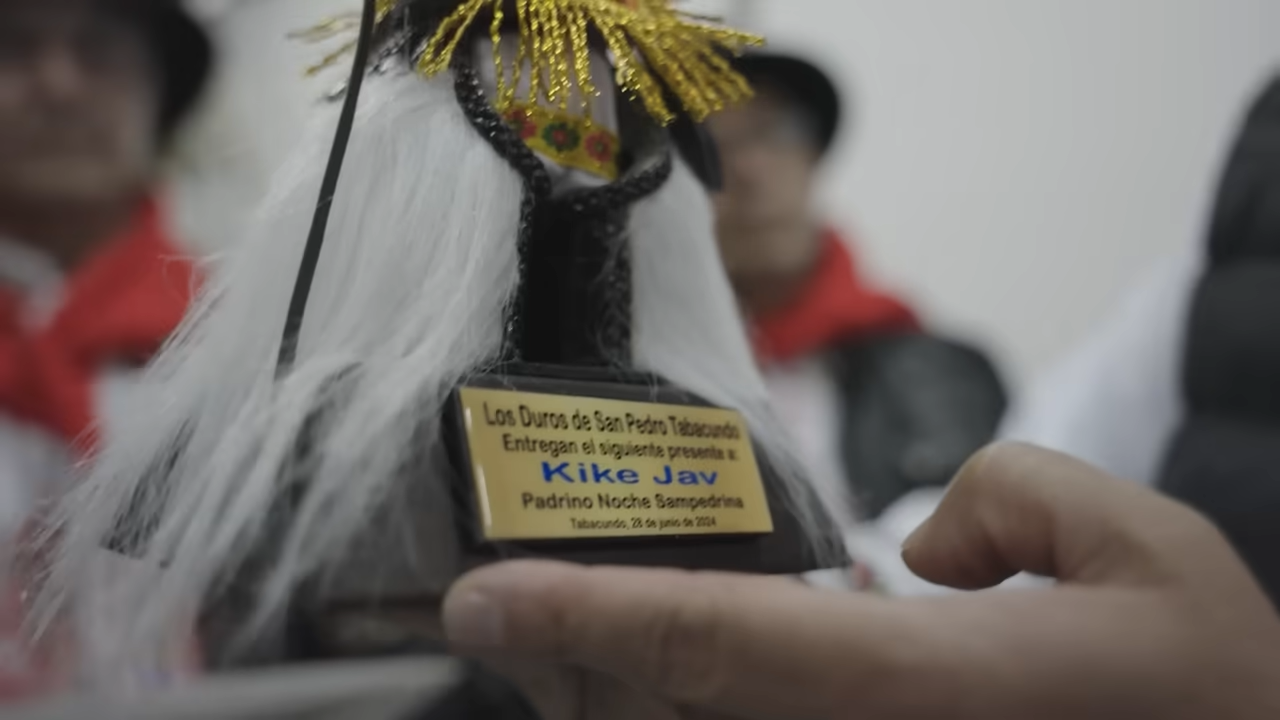 Los Duros de San Pedro Tabacundo
Entregan el siguiente presente a:
Kike Jav
Padrino Noche Sampedrina
Tabacundo, 28 de junio de 2024